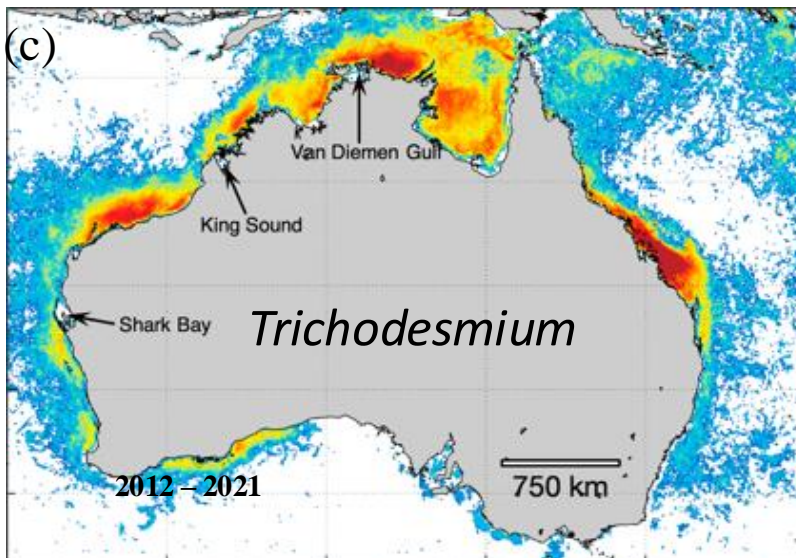 (c)
Van Diemen Gulf
King Sound
Shark Bay
Trichodesmium
2012 – 2021
750 km